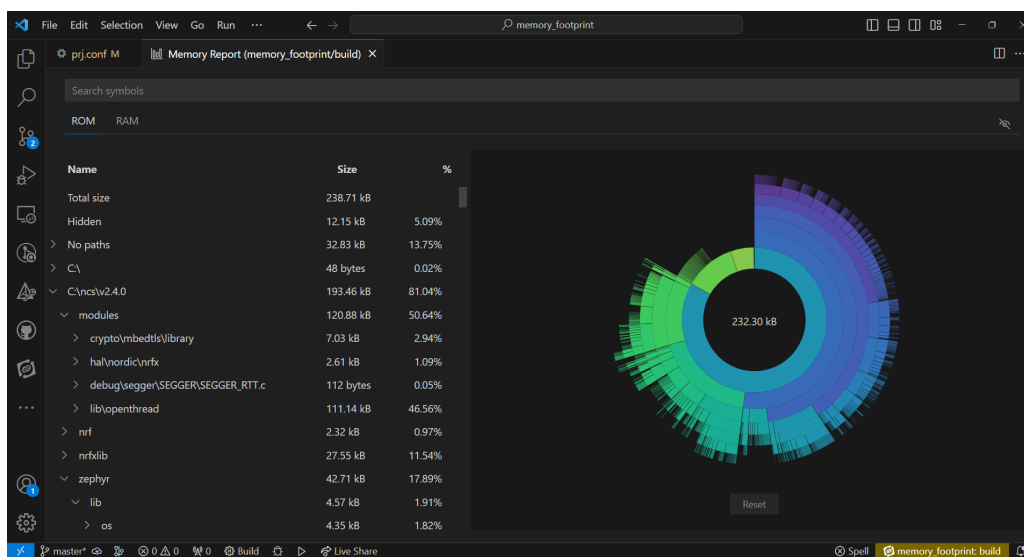 File Edit Selection View Go Run ··· memory_footprint
prj.conf M Memory Report (memory_footprint/build)
Search symbols
ROM RAM
Name Size %
Total size 238.71 kB
Hidden 12.15 kB 5.09%
No paths 32.83 kB 13.75%
C:\ 48 bytes 0.02%
C:\ncs\v2.4.0 193.46 kB 81.04%
modules 120.88 kB 50.64%
crypto\mbedtls\library 7.03 kB 2.94%
hal\nordic\nrfx 2.61 kB 1.09%
debug\segger\SEGGER\SEGGER_RTT.c 112 bytes 0.05%
lib\openthread 111.14 kB 46.56%
nrf 2.32 kB 0.97%
nrfxlib 27.55 kB 11.54%
zephyr 42.71 kB 17.89%
lib 4.57 kB 1.91%
os 4.35 kB 1.82%
232.30 kB
Reset
2
1
master* 0 0 0 Build Live Share Spell memory_footprint: build